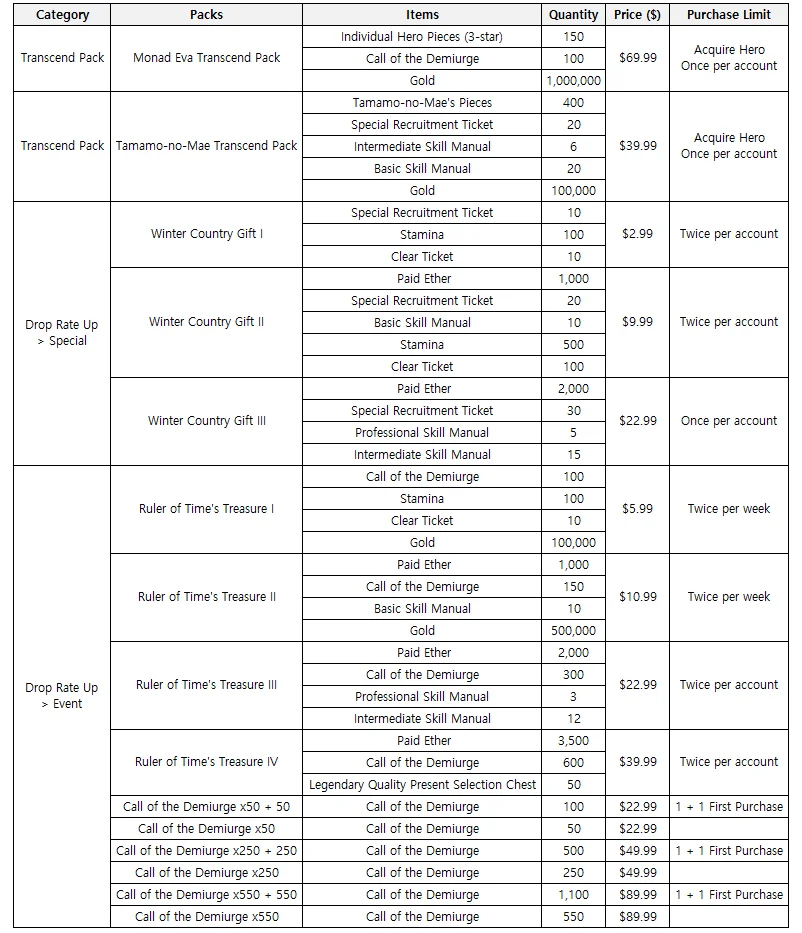 Category Packs Items Quantity Price ($) Purchase Limit
Transcend Pack Monad Eva Transcend Pack Individual Hero Pieces (3-star) 150 $69.99 Acquire Hero
Once per account
Call of the Demiurge 100
Gold 1,000,000
Transcend Pack Tamamo-no-Mae Transcend Pack Tamamo-no-Mae's Pieces 400 $39.99 Acquire Hero
Once per account
Special Recruitment Ticket 20
Intermediate Skill Manual 6
Basic Skill Manual 20
Gold 100,000
Drop Rate Up
> Special
Winter Country Gift I Special Recruitment Ticket 10 $2.99 Twice per account
Stamina 100
Clear Ticket 10
Winter Country Gift II Paid Ether 1,000 $9.99 Twice per account
Special Recruitment Ticket 20
Basic Skill Manual 10
Stamina 500
Clear Ticket 100
Winter Country Gift III Paid Ether 2,000 $22.99 Once per account
Special Recruitment Ticket 30
Professional Skill Manual 5
Intermediate Skill Manual 15
Drop Rate Up
> Event
Ruler of Time's Treasure I Call of the Demiurge 100 $5.99 Twice per week
Stamina 100
Clear Ticket 10
Gold 100,000
Ruler of Time's Treasure II Paid Ether 1,000 $10.99 Twice per week
Call of the Demiurge 150
Basic Skill Manual 10
Gold 500,000
Ruler of Time's Treasure III Paid Ether 2,000 $22.99 Twice per account
Call of the Demiurge 300
Professional Skill Manual 3
Intermediate Skill Manual 12
Ruler of Time's Treasure IV Paid Ether 3,500 $39.99 Twice per account
Call of the Demiurge 600
Legendary Quality Present Selection Chest 50
Call of the Demiurge x50 + 50 Call of the Demiurge 100 $22.99 1 + 1 First Purchase
Call of the Demiurge x50 Call of the Demiurge 50 $22.99
Call of the Demiurge x250 + 250 Call of the Demiurge 500 $49.99 1 + 1 First Purchase
Call of the Demiurge x250 Call of the Demiurge 250 $49.99
Call of the Demiurge x550 + 550 Call of the Demiurge 1,100 $89.99 1 + 1 First Purchase
Call of the Demiurge x550 Call of the Demiurge 550 $89.99